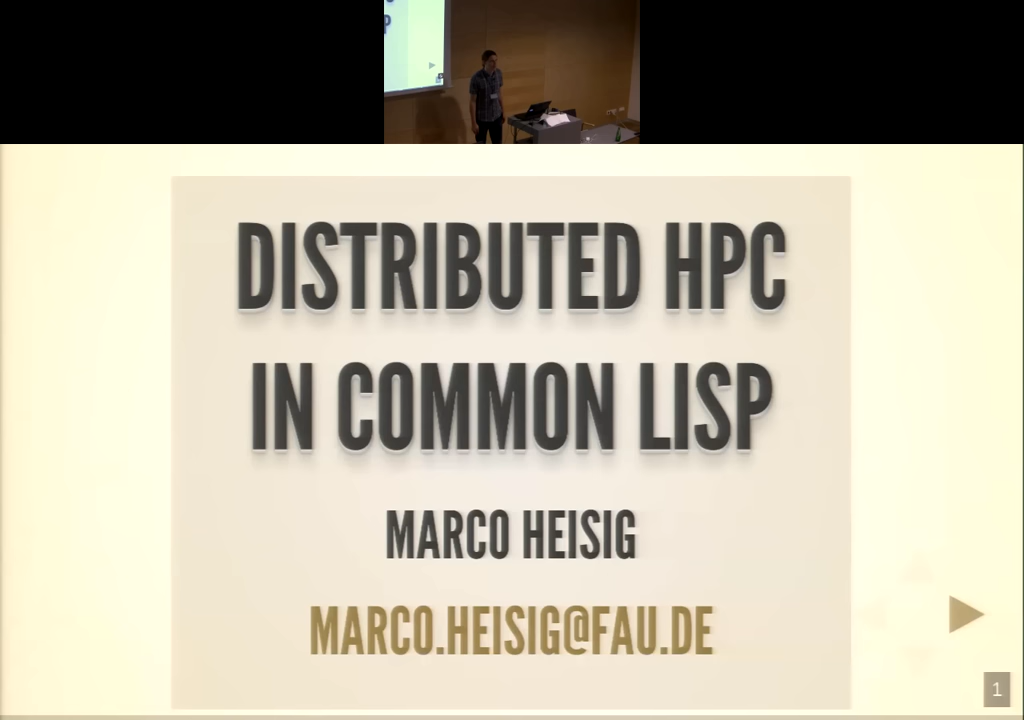 P
DISTRIBUTED HPC
IN COMMON LISP
MARCO HEISIG
MARCO.HEISIG@FAU.DE
1